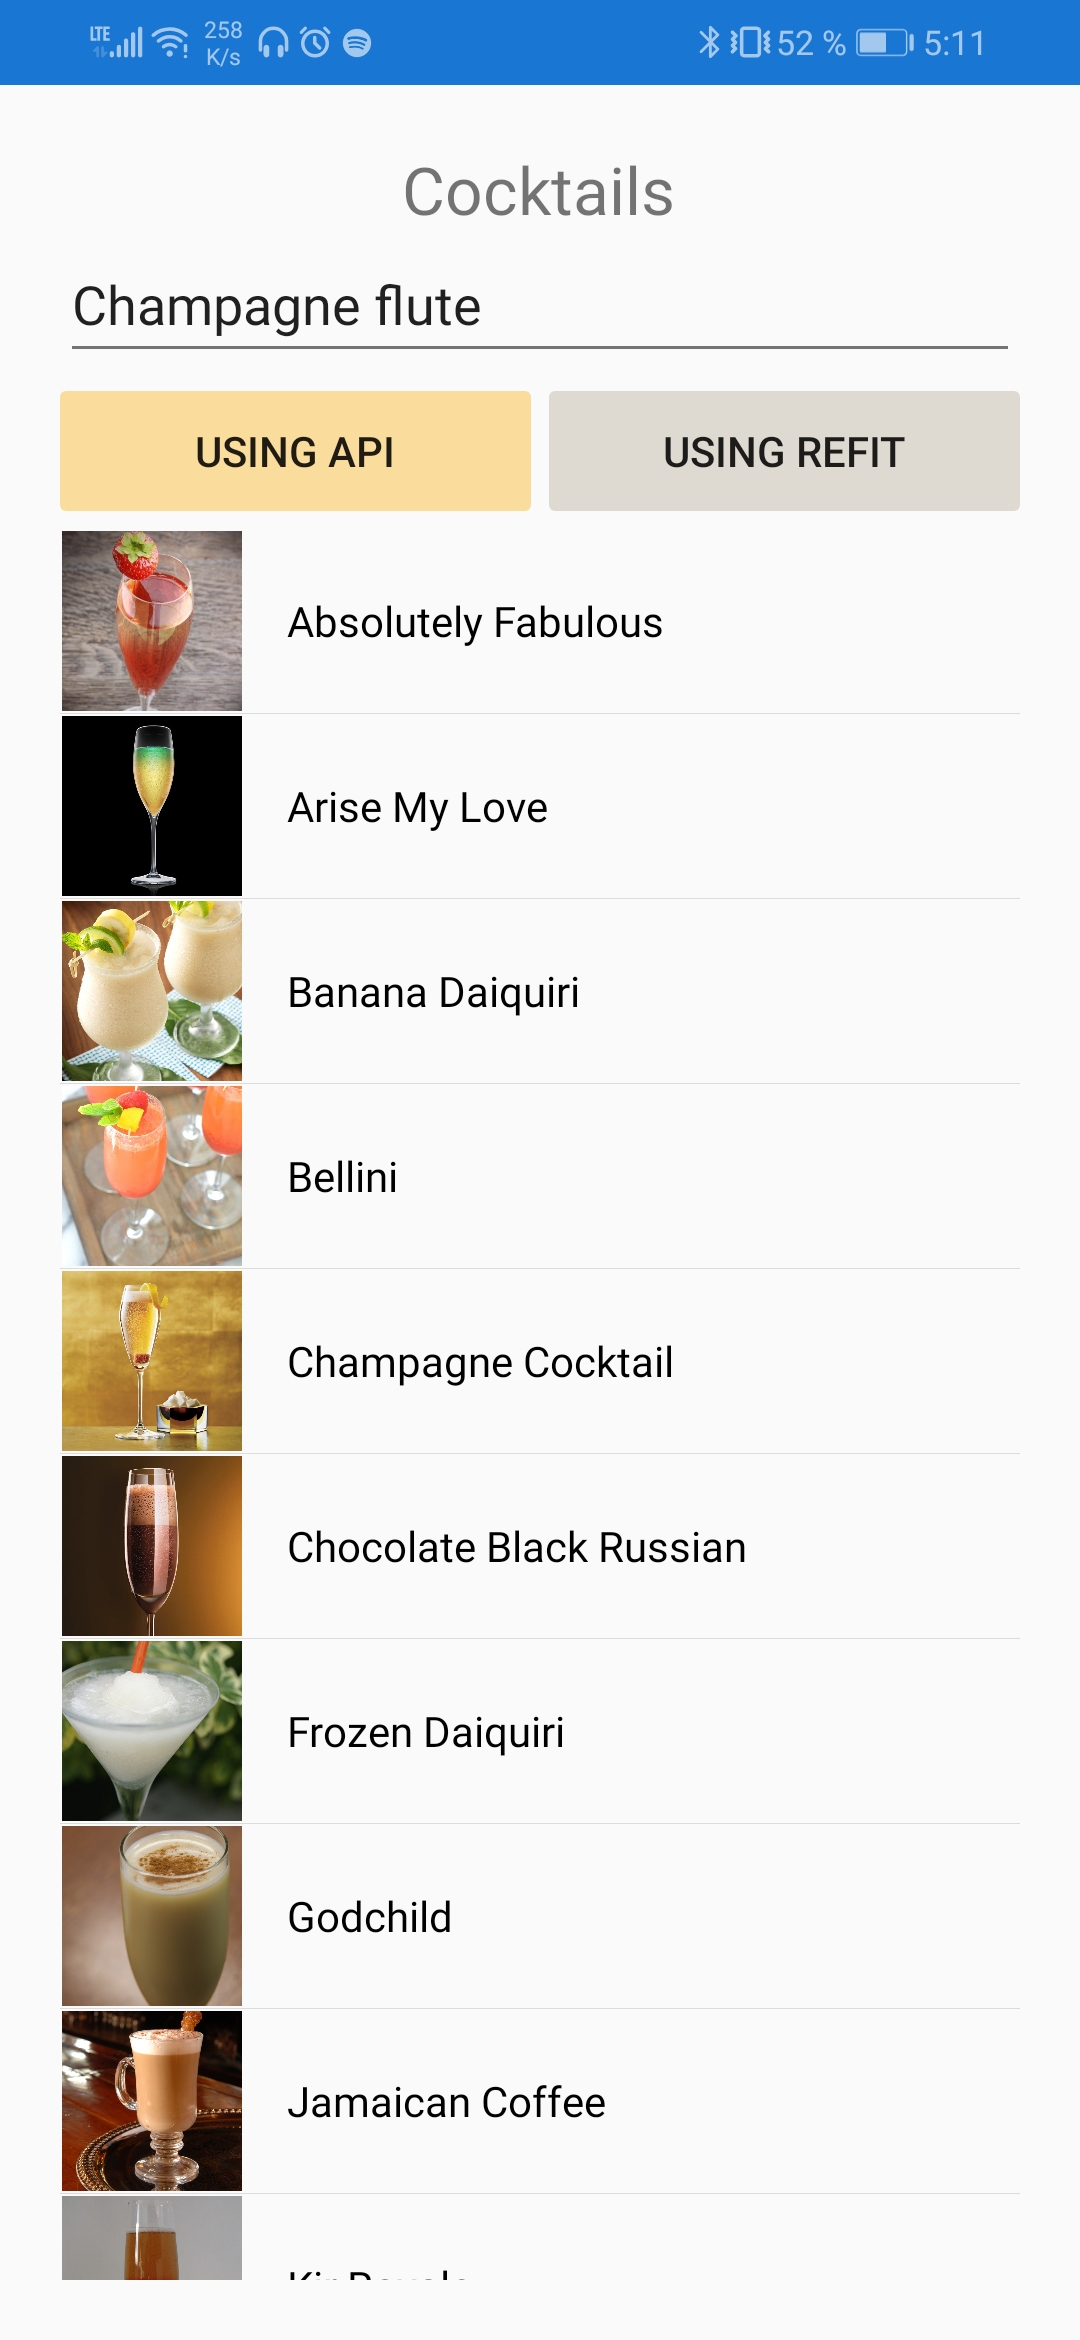 LTE 258 K/s 52 % 5:11
Cocktails
Champagne flute
USING API USING REFIT
Absolutely Fabulous
Arise My Love
Banana Daiquiri
Bellini
Champagne Cocktail
Chocolate Black Russian
Frozen Daiquiri
Godchild
Jamaican Coffee